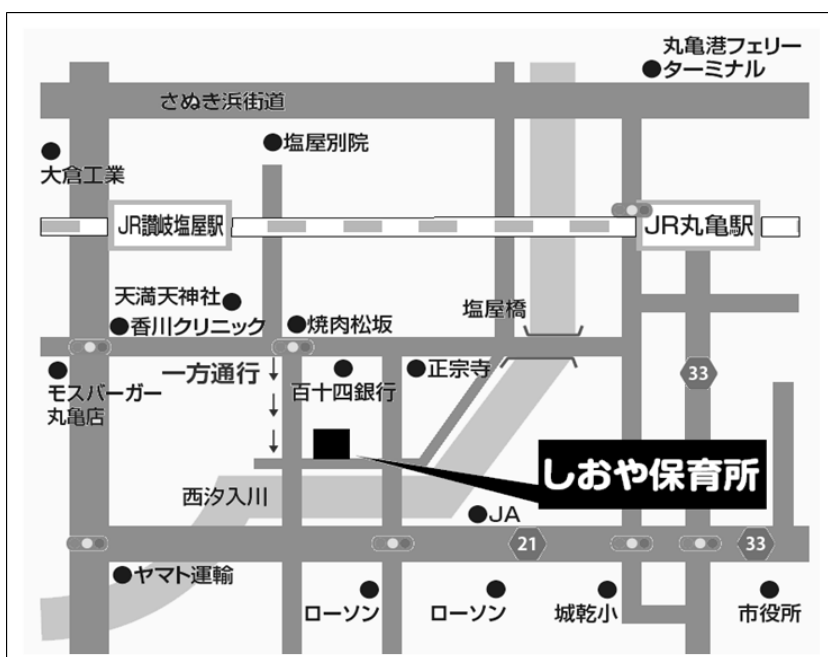 丸亀港フェリー
ターミナル
さぬき浜街道
塩屋別院
大倉工業
JR讃岐塩屋駅
JR丸亀駅
天満天神社
塩屋橋
香川クリニック
焼肉松坂
一方通行
百十四銀行
正宗寺
33
モスバーガー
丸亀店
しおや保育所
西汐入川
JA
21
33
ヤマト運輸
ローソン
ローソン
城乾小
市役所